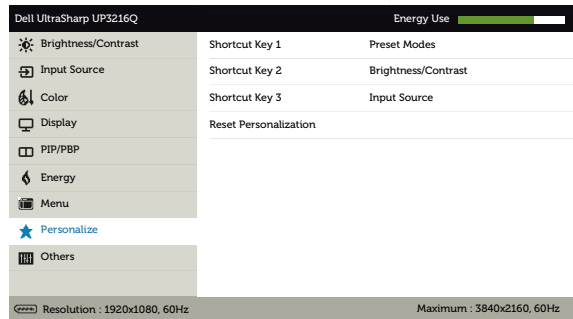 Dell UltraSharp UP3216Q Energy Use
Brightness/Contrast Shortcut Key 1 Preset Modes
Input Source Shortcut Key 2 Brightness/Contrast
Color Shortcut Key 3 Input Source
Display Reset Personalization
PIP/PBP
Energy
Menu
Personalize
Others
Resolution : 1920x1080, 60Hz Maximum : 3840x2160, 60Hz